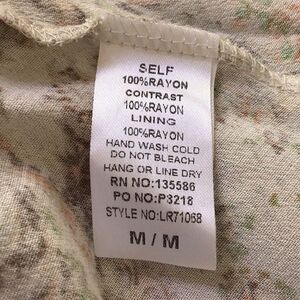 SELF
100%RAYON
CONTRAST
100%RAYON
LINING
100%RAYON
HAND WASH COLD
DO NOT BLEACH
HANG OR LINE DRY
RN NO:135586
PO NO:P3218
STYLE NO:LR71068
M / M